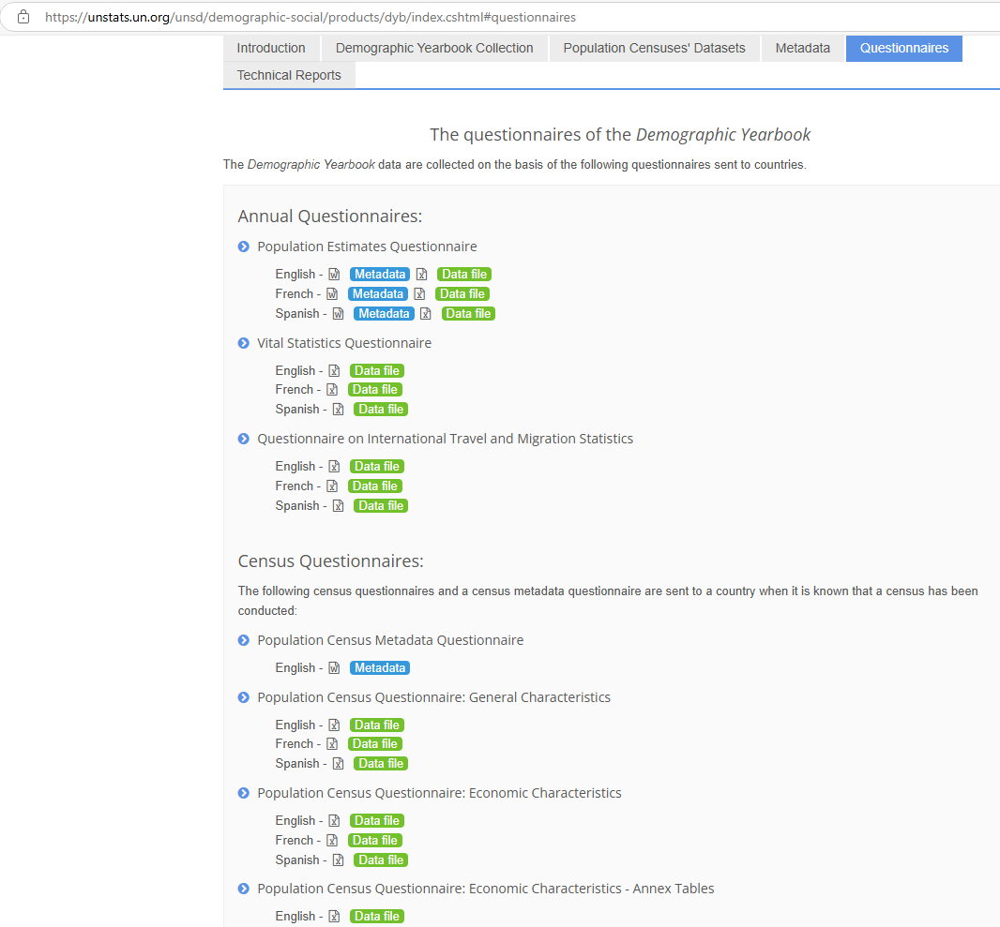 https://unstats.un.org/unsd/demographic-social/products/dyb/index.cshtml#questionnaires
Introduction Demographic Yearbook Collection Population Censuses' Datasets Metadata Questionnaires
Technical Reports
The questionnaires of the Demographic Yearbook
The Demographic Yearbook data are collected on the basis of the following questionnaires sent to countries.
Annual Questionnaires:
Population Estimates Questionnaire
English - Metadata Data file
French - Metadata Data file
Spanish - Metadata Data file
Vital Statistics Questionnaire
English - Data file
French - Data file
Spanish - Data file
Questionnaire on International Travel and Migration Statistics
English - Data file
French - Data file
Spanish - Data file
Census Questionnaires:
The following census questionnaires and a census metadata questionnaire are sent to a country when it is known that a census has been
conducted:
Population Census Metadata Questionnaire
English - Metadata
Population Census Questionnaire: General Characteristics
English - Data file
French - Data file
Spanish - Data file
Population Census Questionnaire: Economic Characteristics
English - Data file
French - Data file
Spanish - Data file
Population Census Questionnaire: Economic Characteristics - Annex Tables
English - Data file